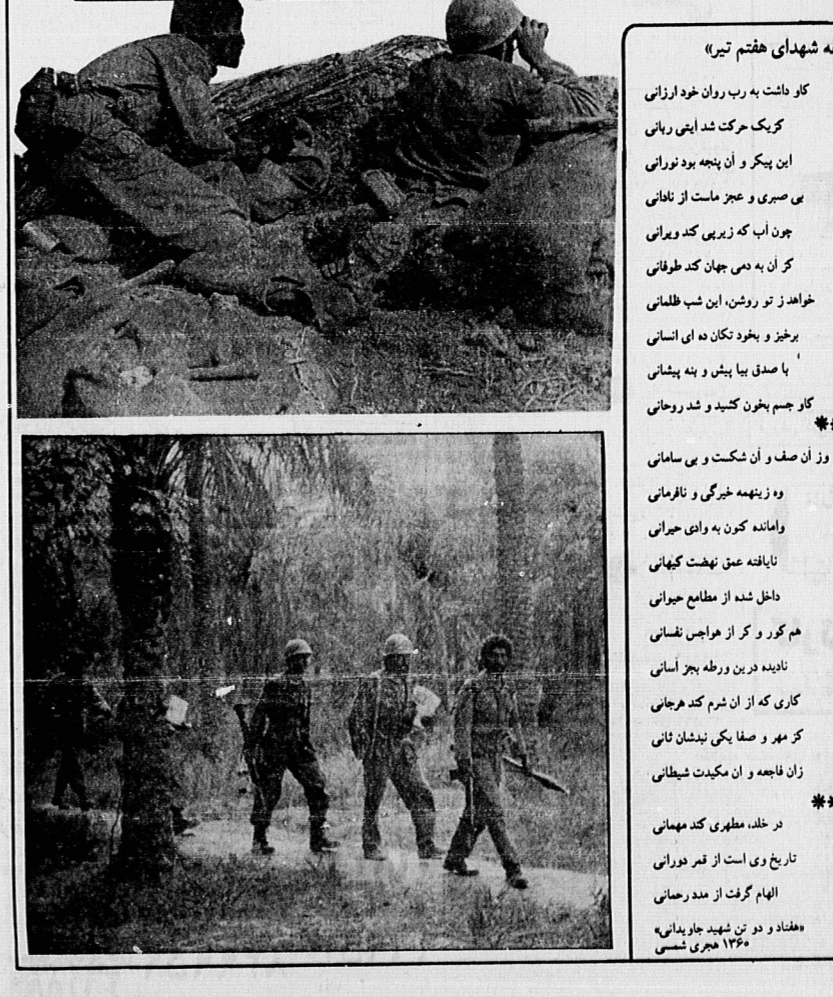 ه شهدای هفتم تیر»
کاو داشت به رب روان خود ارزانی
کزیک حرکت شد آیتی ربانی
این پیکر و آن پنجه بود نورانی
بی صبری و عجز ماست از نادانی
چون آب که زیرپی کند ویرانی
کز آن به دمی جهان کند طوفانی
خواهد ز تو روشن، این شب ظلمانی
برخیز و بخود تکان ده ای انسانی
با صدق بیا پیش و بنه پیشانی
کاو جسم بخون کشید و شد روحانی
**
وز آن صف و آن شکست و بی سامانی
وه زینهمه خیرگی و نافرمانی
وامانده کنون به وادی حیرانی
نایافته عمق نهضت کیهانی
داخل شده از مطامع حیوانی
هم کور و کر از هواجس نفسانی
نادیده درین ورطه بجز آسانی
کاری که از ان شرم کند هرجانی
کز مهر و صفا یکی نبدشان ثانی
زان فاجعه و ان مکیدت شیطانی
**
در خلد، مطهری کند مهمانی
تاریخ وی است از قمر دورانی
الهام گرفت از مدد رحمانی
«هفتاد و دو تن شهید جاویدانی»
۱۳۶۰ هجری شمسی